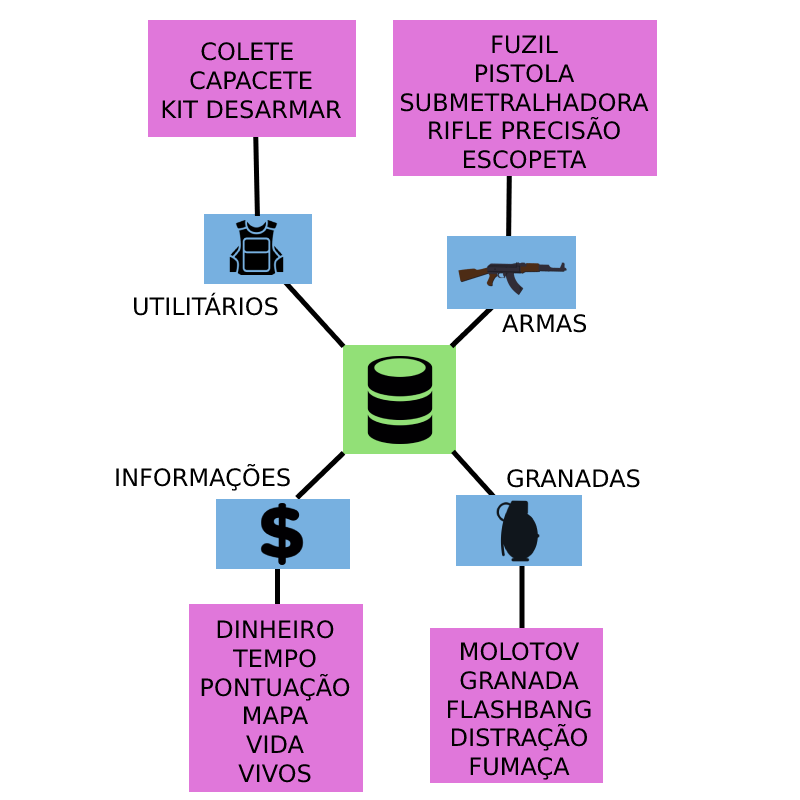 COLETE
CAPACETE
KIT DESARMAR
FUZIL
PISTOLA
SUBMETRALHADORA
RIFLE PRECISÃO
ESCOPETA
UTILITÁRIOS
ARMAS
INFORMAÇÕES
GRANADAS
DINHEIRO
TEMPO
PONTUAÇÃO
MAPA
VIDA
VIVOS
MOLOTOV
GRANADA
FLASHBANG
DISTRAÇÃO
FUMAÇA